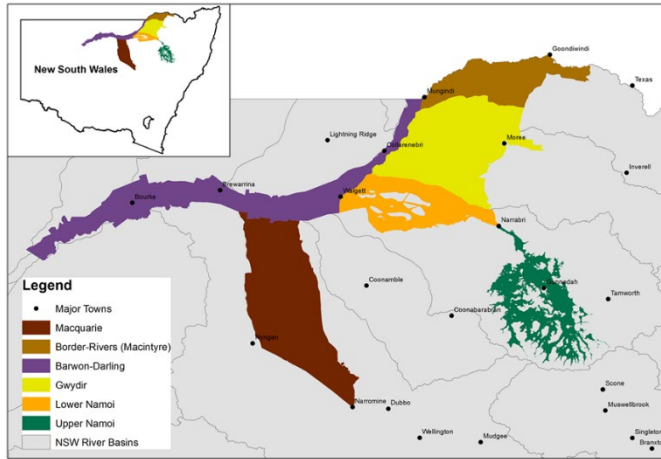 New South Wales
Goondiwindi
Texas
Mungindi
Lightning Ridge
Collarenebri
Moree
Inverell
Brewarrina
Bourke
Walgett
Narrabri
Coonamble
Gunnedah
Tamworth
Coonabarabran
Nyngan
Scone
Muswellbrook
Narromine
Dubbo
Wellington
Mudgee
Singleton
Branxto
Legend
Major Towns
Macquarie
Border-Rivers (Macintyre)
Barwon-Darling
Gwydir
Lower Namoi
Upper Namoi
NSW River Basins